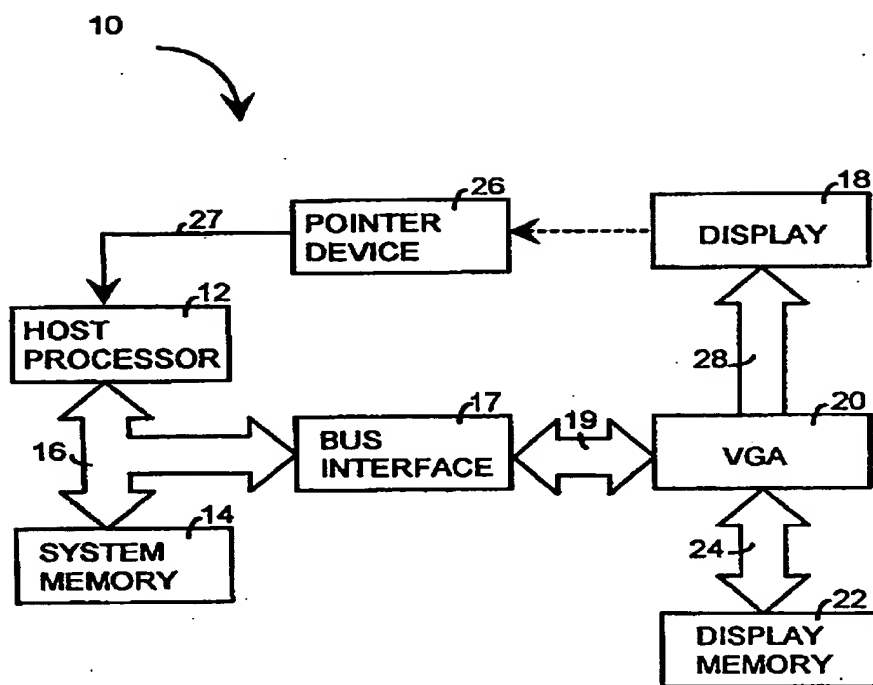 10
26
18
27
POINTER
DEVICE
DISPLAY
12
HOST
PROCESSOR
28
17
19
20
16
BUS
INTERFACE
VGA
14
SYSTEM
MEMORY
24
22
DISPLAY
MEMORY